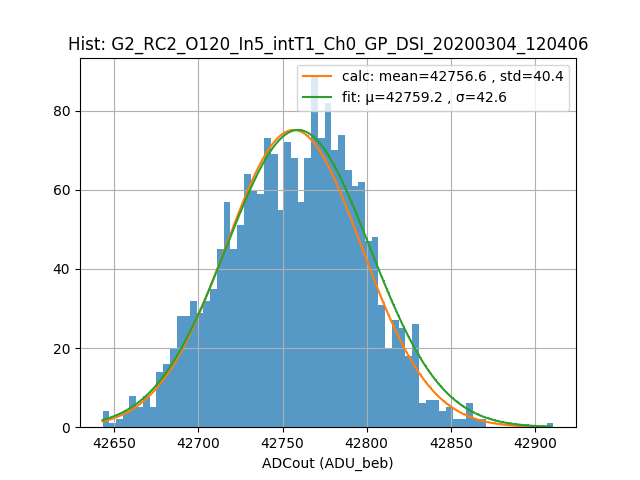 Hist: G2_RC2_O120_In5_intT1_Ch0_GP_DSI_20200304_120406
calc: mean=42756.6 , std=40.4
fit: μ=42759.2 , σ=42.6
80
60
40
20
0
42650 42700 42750 42800 42850 42900
ADCout (ADU_beb)